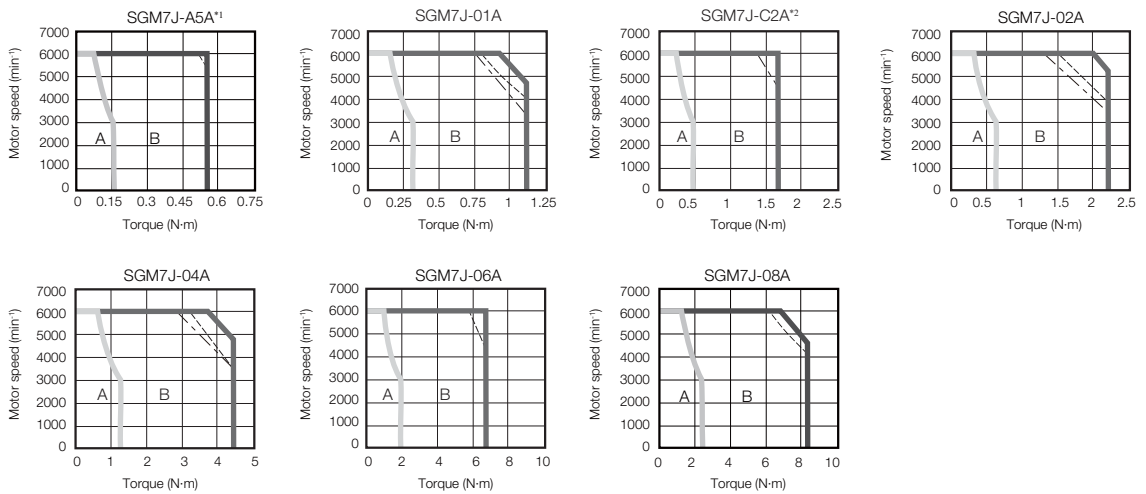 SGM7J-A5A*1
7000
6000
5000
4000
3000
2000
1000
0
Motor speed (min-1)
A
B
0 0.15 0.3 0.45 0.6 0.75
Torque (N·m)
SGM7J-01A
7000
6000
5000
4000
3000
2000
1000
0
Motor speed (min-1)
A
B
0 0.25 0.5 0.75 1 1.25
Torque (N·m)
SGM7J-C2A*2
7000
6000
5000
4000
3000
2000
1000
0
Motor speed (min-1)
A
B
0 0.5 1 1.5 2 2.5
Torque (N·m)
SGM7J-02A
7000
6000
5000
4000
3000
2000
1000
0
Motor speed (min-1)
A
B
0 0.5 1 1.5 2 2.5
Torque (N·m)
SGM7J-04A
7000
6000
5000
4000
3000
2000
1000
0
Motor speed (min-1)
A
B
0 1 2 3 4 5
Torque (N·m)
SGM7J-06A
7000
6000
5000
4000
3000
2000
1000
0
Motor speed (min-1)
A
B
0 2 4 6 8 10
Torque (N·m)
SGM7J-08A
7000
6000
5000
4000
3000
2000
1000
0
Motor speed (min-1)
A
B
0 2 4 6 8 10
Torque (N·m)